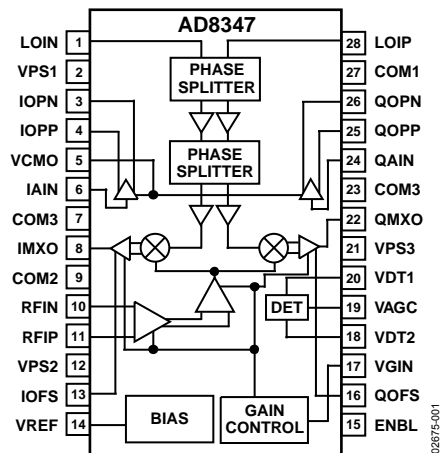 AD8347
LOIN 1
VPS1 2
IOPN 3
IOPP 4
VCMO 5
IAIN 6
COM3 7
IMXO 8
COM2 9
RFIN 10
RFIP 11
VPS2 12
IOFS 13
VREF 14
28 LOIP
27 COM1
26 QOPN
25 QOPP
24 QAIN
23 COM3
22 QMXO
21 VPS3
20 VDT1
19 VAGC
18 VDT2
17 VGIN
16 QOFS
15 ENBL
PHASE
SPLITTER
PHASE
SPLITTER
DET
BIAS
GAIN
CONTROL
02675-001